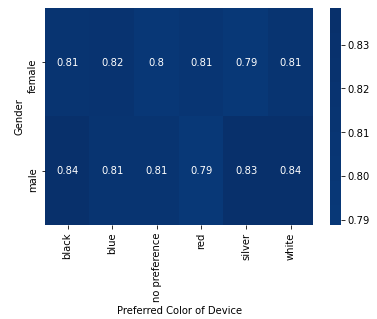 female
0.81 0.82 0.8 0.81 0.79 0.81
male
0.84 0.81 0.81 0.79 0.83 0.84
Gender
black
blue
no preference
red
silver
white
Preferred Color of Device
0.83
0.82
0.81
0.80
0.79